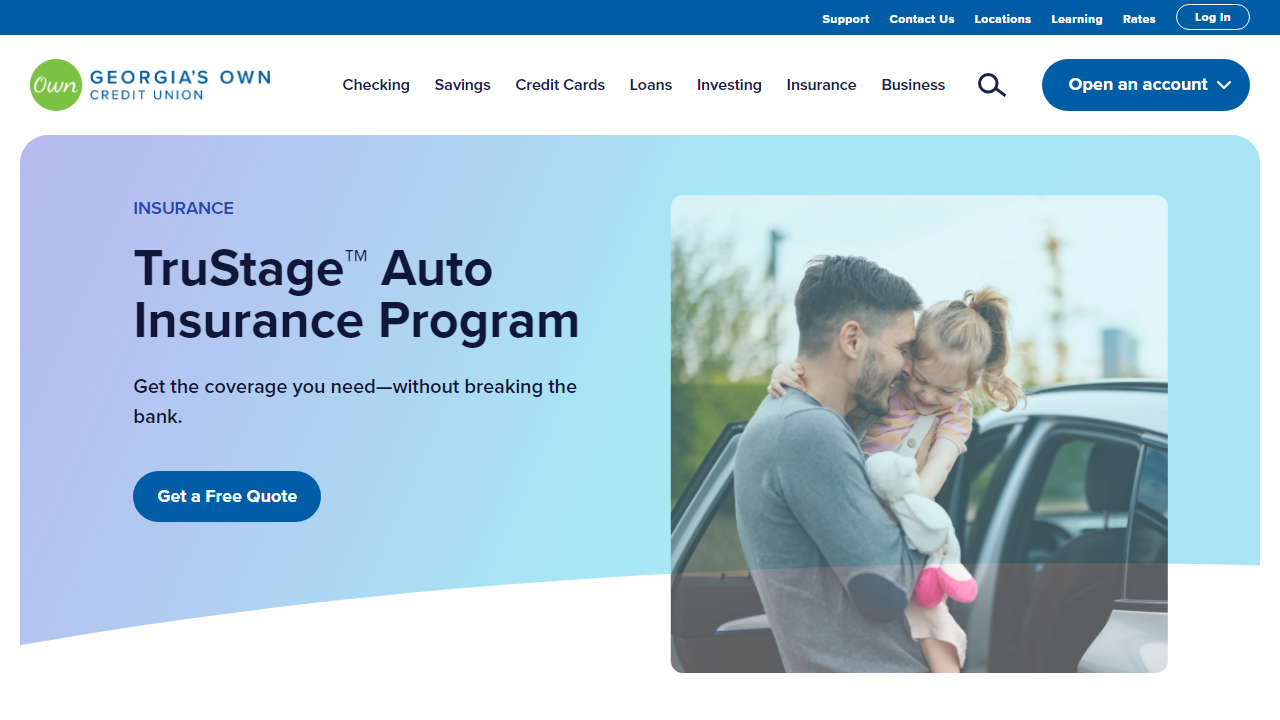 Support Contact Us Locations Learning Rates Log In
Own GEORGIA'S OWN
CREDIT UNION
Checking Savings Credit Cards Loans Investing Insurance Business Open an account
INSURANCE
TruStage™ Auto
Insurance Program
Get the coverage you need—without breaking the
bank.
Get a Free Quote